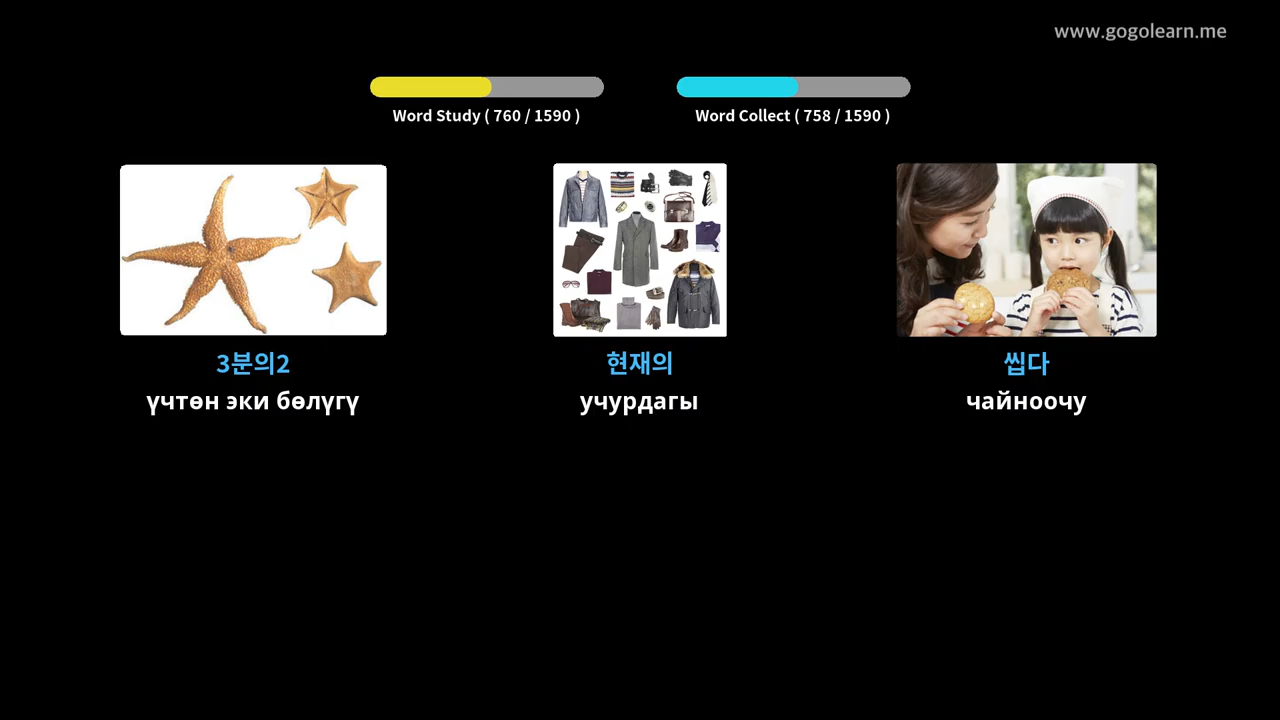 www.gogolearn.me
Word Study ( 760 / 1590 )
Word Collect ( 758 / 1590 )
3분의2
үчтөн эки бөлүгү
현재의
учурдагы
씹다
чайноочу